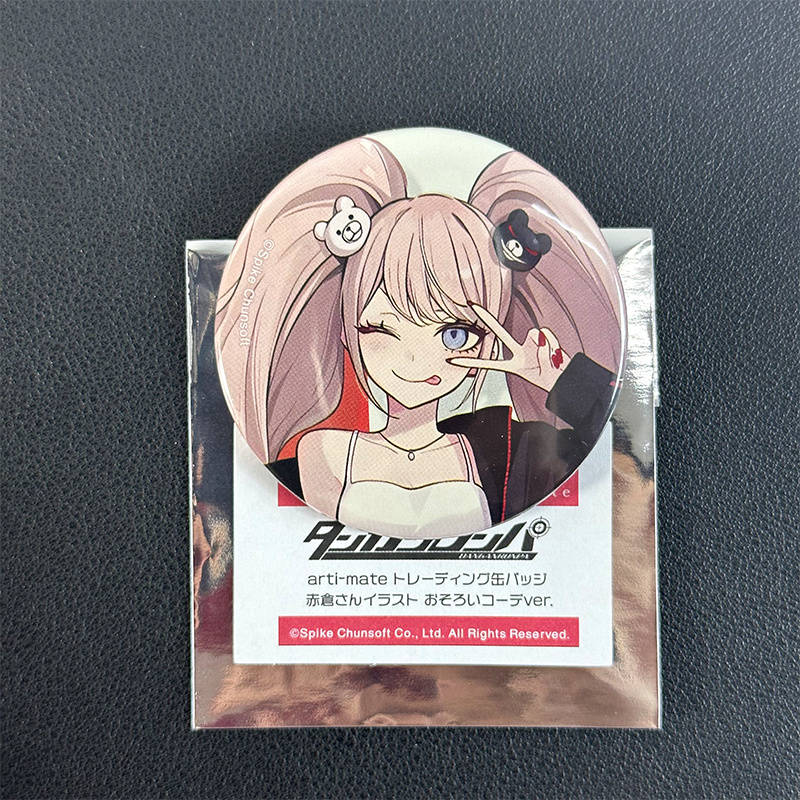 ©Spike Chunsoft
te
ダンガンロンパ
DANGANRONPA
arti-mate トレーディング缶バッジ
赤倉さんイラスト おそろいコーデver.
©Spike Chunsoft Co., Ltd. All Rights Reserved.